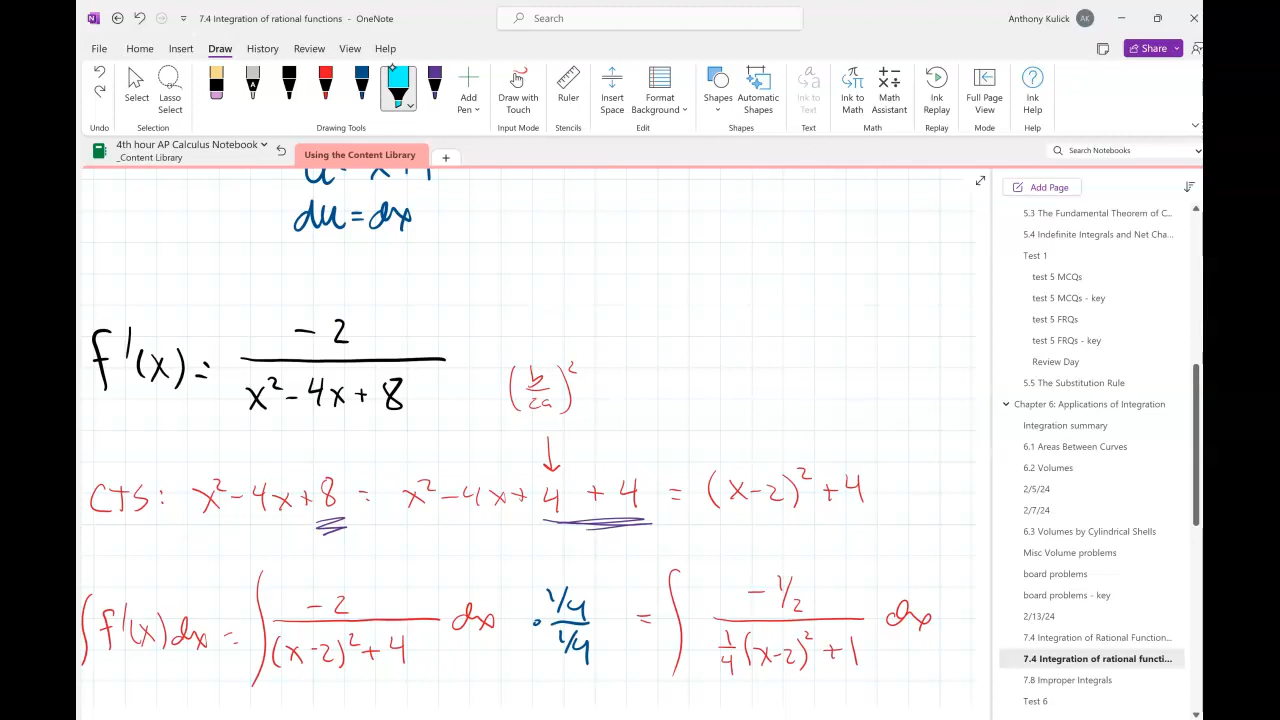 7.4 Integration of rational functions - OneNote
Search
Anthony Kulick
AK
File Home Insert Draw History Review View Help
Share
Select
Lasso Select
Add Pen
Draw with Touch
Ruler
Insert Space
Format Background
Shapes
Automatic Shapes
Ink to Text
Ink to Math
Math Assistant
Ink Replay
Full Page View
Ink Help
Undo
Selection
Drawing Tools
Input Mode
Stencils
Edit
Shapes
Text
Math
Replay
Mode
Help
4th hour AP Calculus Notebook
_Content Library
Using the Content Library
+
Search Notebooks
Add Page
5.3 The Fundamental Theorem of C...
5.4 Indefinite Integrals and Net Cha...
Test 1
test 5 MCQs
test 5 MCQs - key
test 5 FRQs
test 5 FRQs - key
Review Day
5.5 The Substitution Rule
Chapter 6: Applications of Integration
Integration summary
6.1 Areas Between Curves
6.2 Volumes
2/5/24
2/7/24
6.3 Volumes by Cylindrical Shells
Misc Volume problems
board problems
board problems - key
2/13/24
7.4 Integration of Rational Function...
7.4 Integration of rational functi...
7.8 Improper Integrals
Test 6
du = dx
f'(x) = -2 / (x² - 4x + 8)
(b/2a)²
CTS: x² - 4x + 8 = x² - 4x + 4 + 4 = (x-2)² + 4
∫ f'(x) dx = ∫ -2 / ((x-2)² + 4) dx · (1/4)/(1/4) = ∫ -1/2 / (1/4 (x-2)² + 1) dx